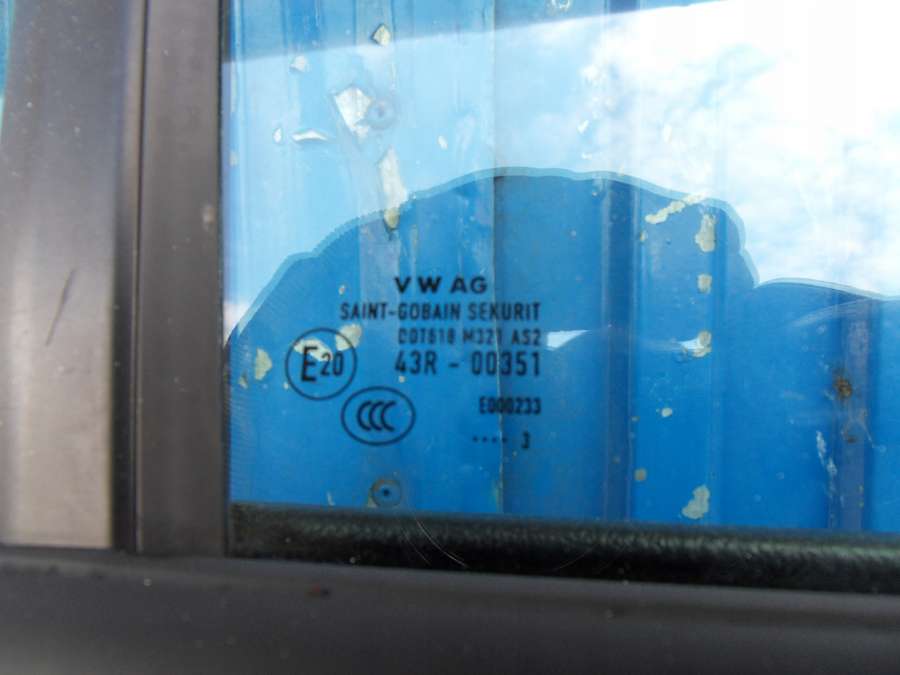 VW AG
SAINT-GOBAIN SEKURIT
DOT618 M321 AS2
E20 43R - 00351
CCC E000233
•••• 3